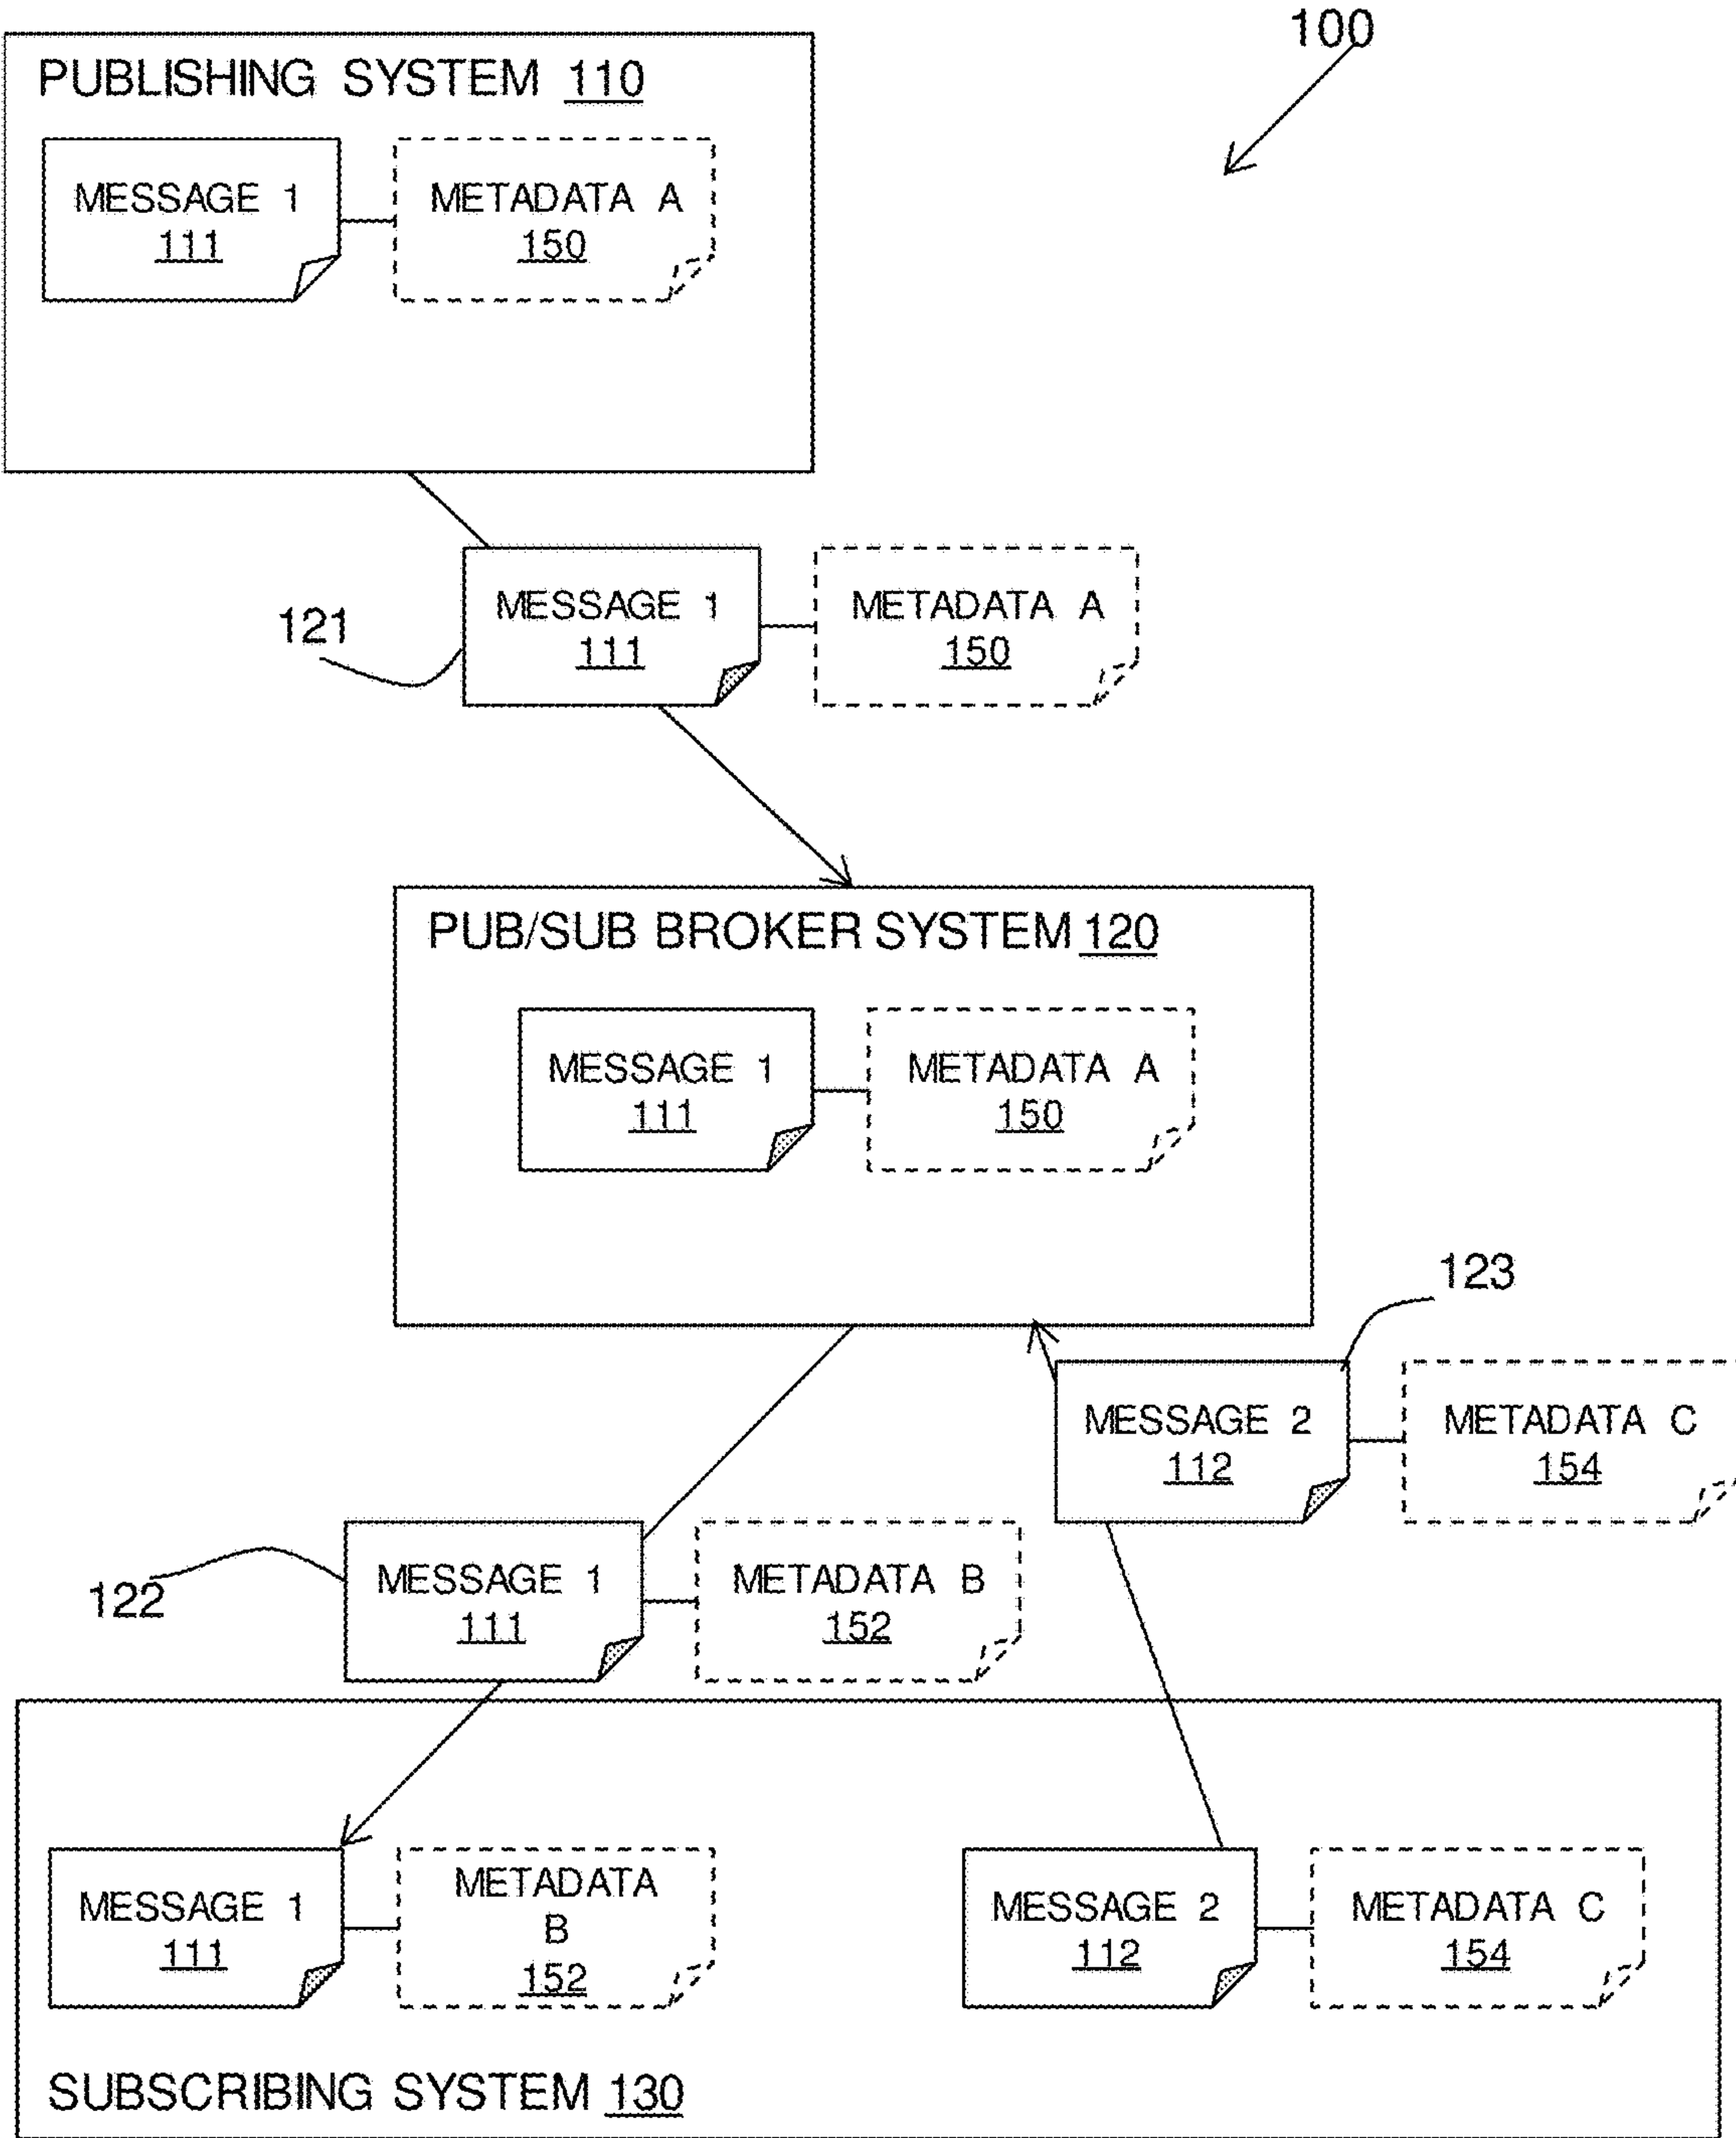 100
PUBLISHING SYSTEM 110
MESSAGE 1
111
METADATA A
150
121
MESSAGE 1
111
METADATA A
150
PUB/SUB BROKER SYSTEM 120
MESSAGE 1
111
METADATA A
150
123
MESSAGE 2
112
METADATA C
154
122
MESSAGE 1
111
METADATA B
152
MESSAGE 1
111
METADATA
B
152
MESSAGE 2
112
METADATA C
154
SUBSCRIBING SYSTEM 130